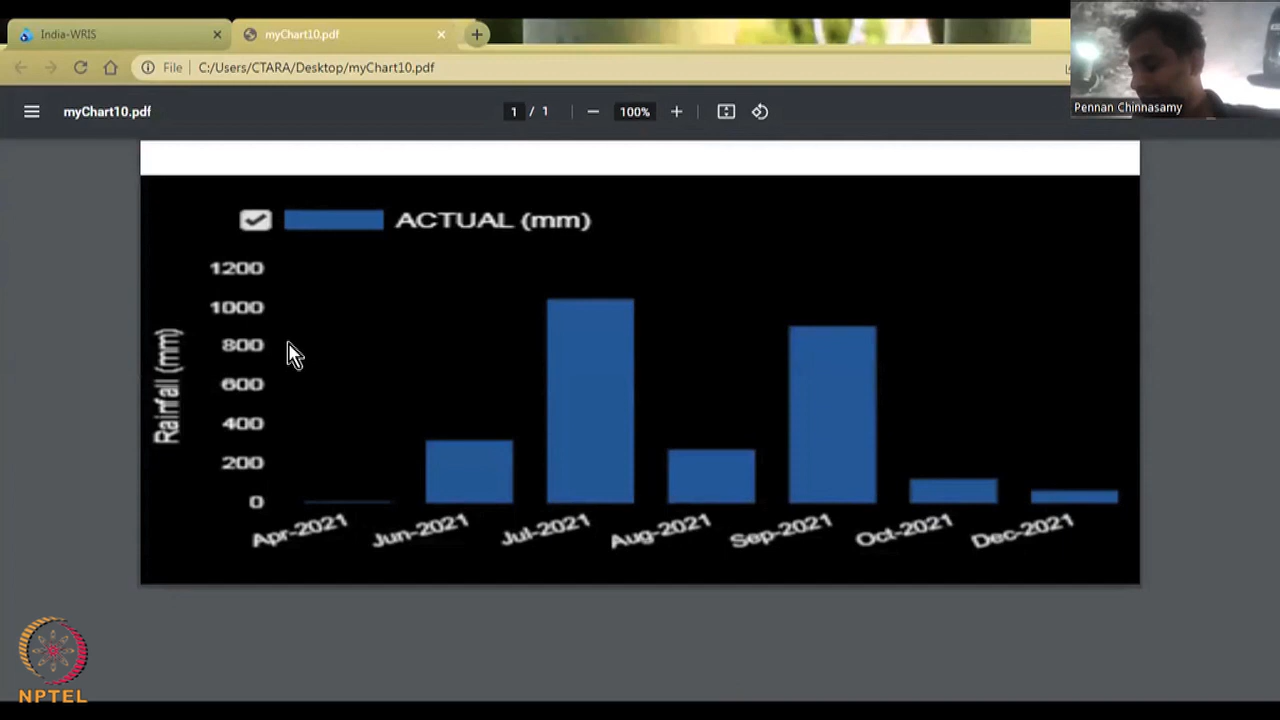 India-WRIS
myChart10.pdf
File C:/Users/CTARA/Desktop/myChart10.pdf
myChart10.pdf
1 / 1
100%
Pennan Chinnasamy
ACTUAL (mm)
1200
1000
800
600
400
200
0
Rainfall (mm)
Apr-2021 Jun-2021 Jul-2021 Aug-2021 Sep-2021 Oct-2021 Dec-2021
NPTEL